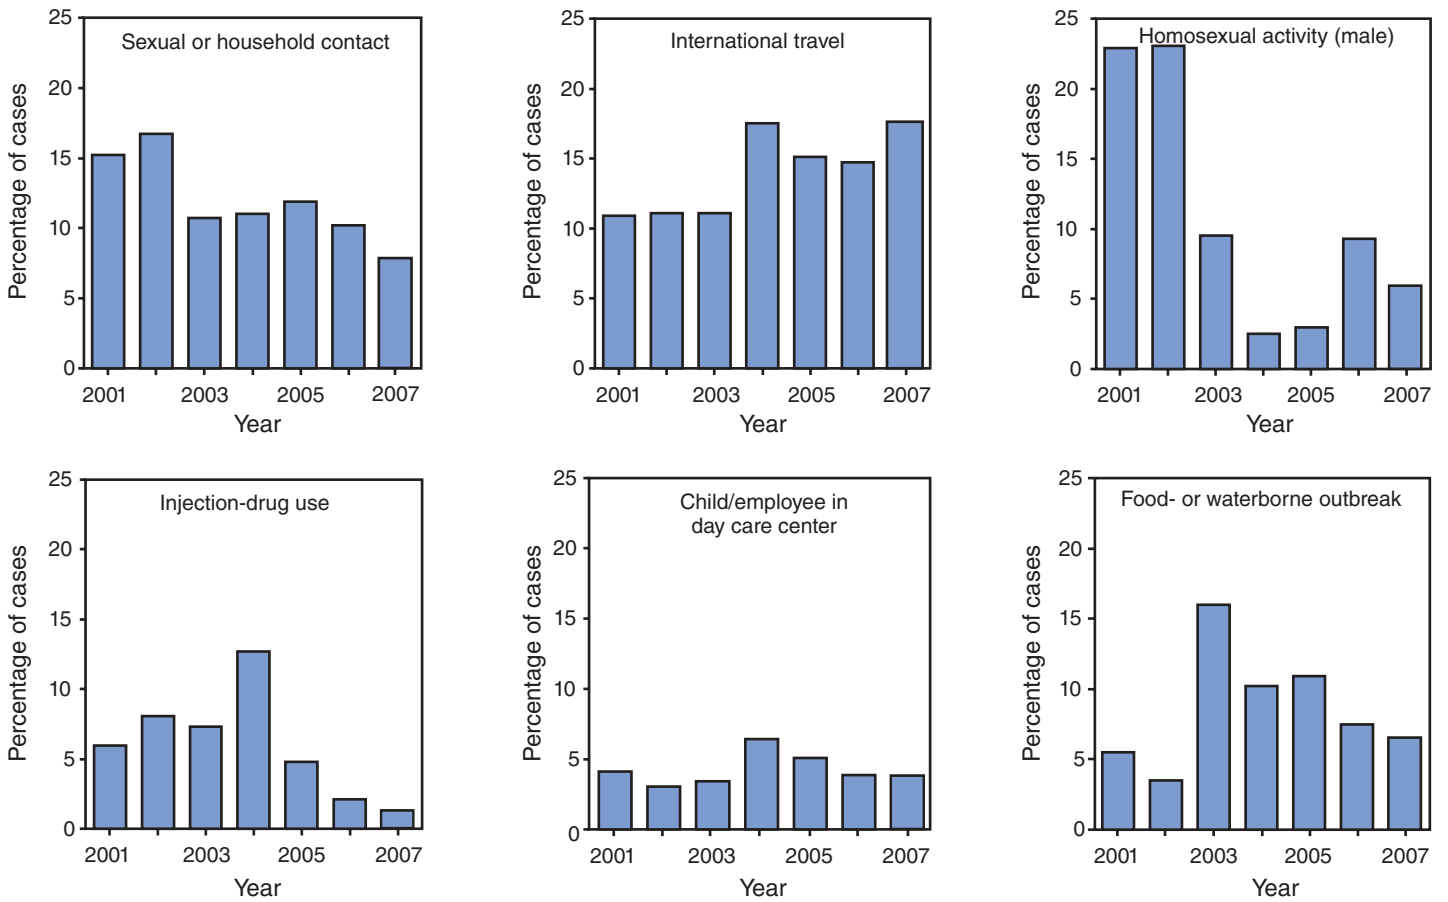 Sexual or household contact
Percentage of cases
25
20
15
10
5
0
2001 2003 2005 2007
Year
International travel
Percentage of cases
25
20
15
10
5
0
2001 2003 2005 2007
Year
Homosexual activity (male)
Percentage of cases
25
20
15
10
5
0
2001 2003 2005 2007
Year
Injection-drug use
Percentage of cases
25
20
15
10
5
0
2001 2003 2005 2007
Year
Child/employee in
day care center
Percentage of cases
25
20
15
10
5
0
2001 2003 2005 2007
Year
Food- or waterborne outbreak
Percentage of cases
25
20
15
10
5
0
2001 2003 2005 2007
Year